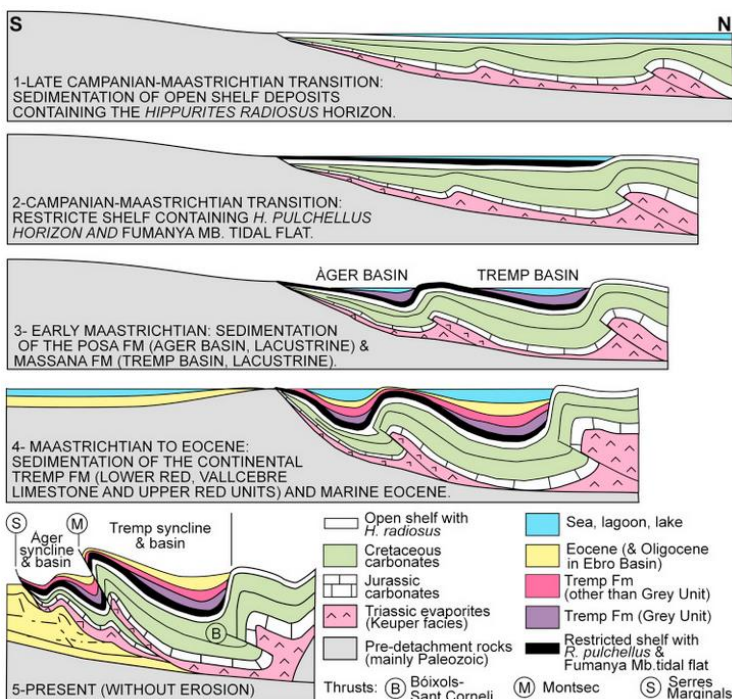 S N
1-LATE CAMPANIAN-MAASTRICHTIAN TRANSITION:
SEDIMENTATION OF OPEN SHELF DEPOSITS
CONTAINING THE HIPPURITES RADIOSUS HORIZON.
2-CAMPANIAN-MAASTRICHTIAN TRANSITION:
RESTRICTE SHELF CONTAINING H. PULCHELLUS
HORIZON AND FUMANYA MB. TIDAL FLAT.
ÀGER BASIN TREMP BASIN
3- EARLY MAASTRICHTIAN: SEDIMENTATION
OF THE POSA FM (AGER BASIN, LACUSTRINE) &
MASSANA FM (TREMP BASIN, LACUSTRINE).
4- MAASTRICHTIAN TO EOCENE:
SEDIMENTATION OF THE CONTINENTAL
TREMP FM (LOWER RED, VALLCEBRE
LIMESTONE AND UPPER RED UNITS) AND MARINE EOCENE.
S M
Àger
syncline
& basin
Tremp syncline
& basin
B
5-PRESENT (WITHOUT EROSION)
Open shelf with
H. radiosus
Cretaceous
carbonates
Jurassic
carbonates
Triassic evaporites
(Keuper facies)
Pre-detachment rocks
(mainly Paleozoic)
Sea, lagoon, lake
Eocene (& Oligocene
in Ebro Basin)
Tremp Fm
(other than Grey Unit)
Tremp Fm (Grey Unit)
Restricted shelf with
R. pulchellus &
Fumanya Mb.tidal flat
Thrusts: B Bóixols-
Sant Corneli
M Montsec
S Serres
Marginals